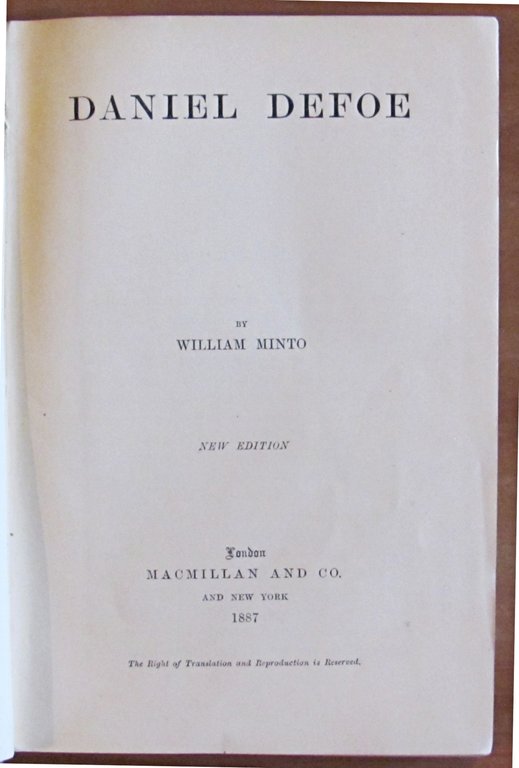 DANIEL DEFOE
BY
WILLIAM MINTO
NEW EDITION
London
MACMILLAN AND CO.
AND NEW YORK
1887
The Right of Translation and Reproduction is Reserved.